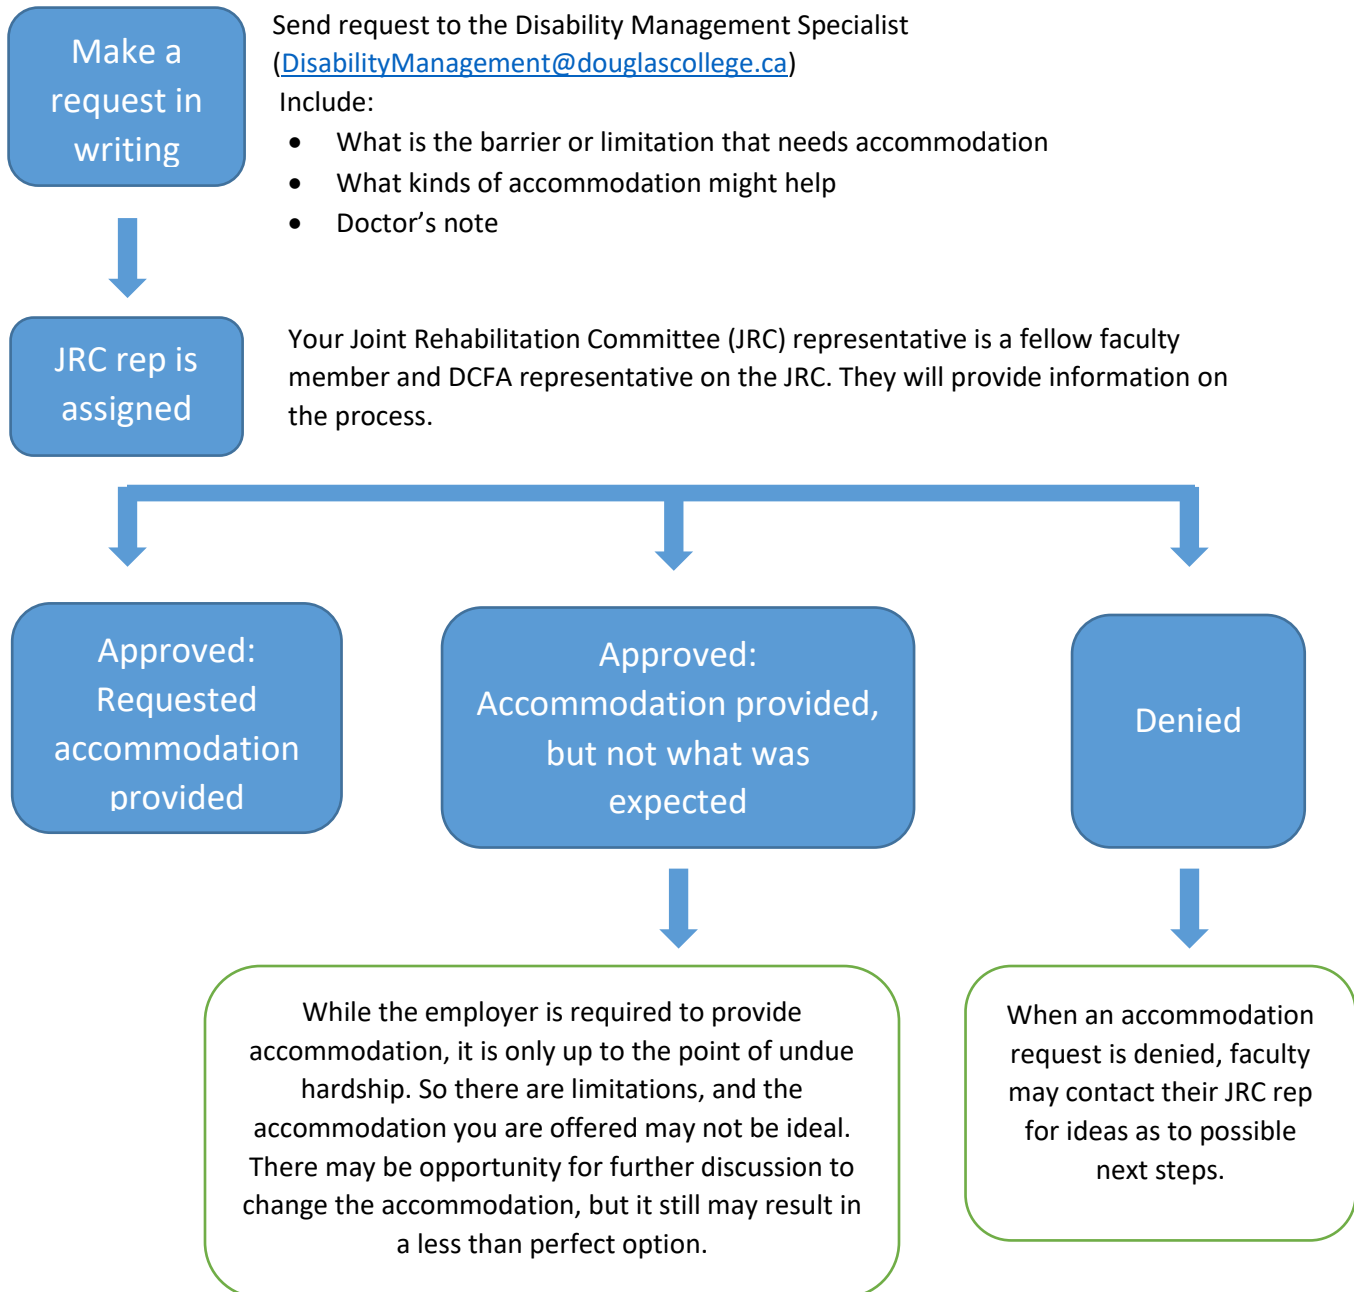 Make a
request in
writing
Send request to the Disability Management Specialist
(DisabilityManagement@douglascollege.ca)
Include:
• What is the barrier or limitation that needs accommodation
• What kinds of accommodation might help
• Doctor’s note
JRC rep is
assigned
Your Joint Rehabilitation Committee (JRC) representative is a fellow faculty
member and DCFA representative on the JRC. They will provide information on
the process.
Approved:
Requested
accommodation
provided
Approved:
Accommodation provided,
but not what was
expected
Denied
While the employer is required to provide
accommodation, it is only up to the point of undue
hardship. So there are limitations, and the
accommodation you are offered may not be ideal.
There may be opportunity for further discussion to
change the accommodation, but it still may result in
a less than perfect option.
When an accommodation
request is denied, faculty
may contact their JRC rep
for ideas as to possible
next steps.